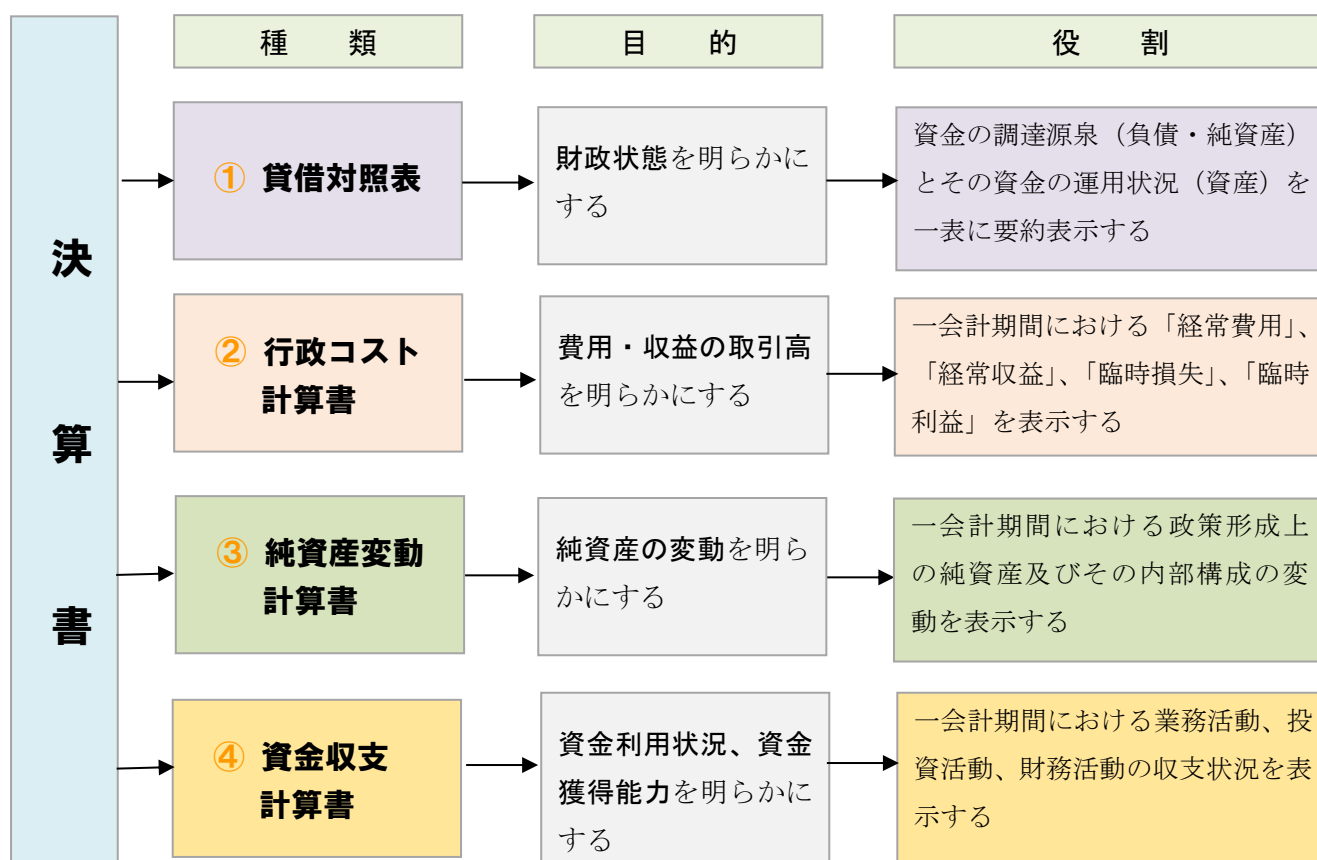 決算書
種　類
目　的
役　割
① 貸借対照表
財政状態を明らかに
する
資金の調達源泉（負債・純資産）
とその資金の運用状況（資産）を
一表に要約表示する
② 行政コスト
計算書
費用・収益の取引高
を明らかにする
一会計期間における「経常費用」、
「経常収益」、「臨時損失」、「臨時
利益」を表示する
③ 純資産変動
計算書
純資産の変動を明ら
かにする
一会計期間における政策形成上
の純資産及びその内部構成の変
動を表示する
④ 資金収支
計算書
資金利用状況、資金
獲得能力を明らかに
する
一会計期間における業務活動、投
資活動、財務活動の収支状況を表
示する